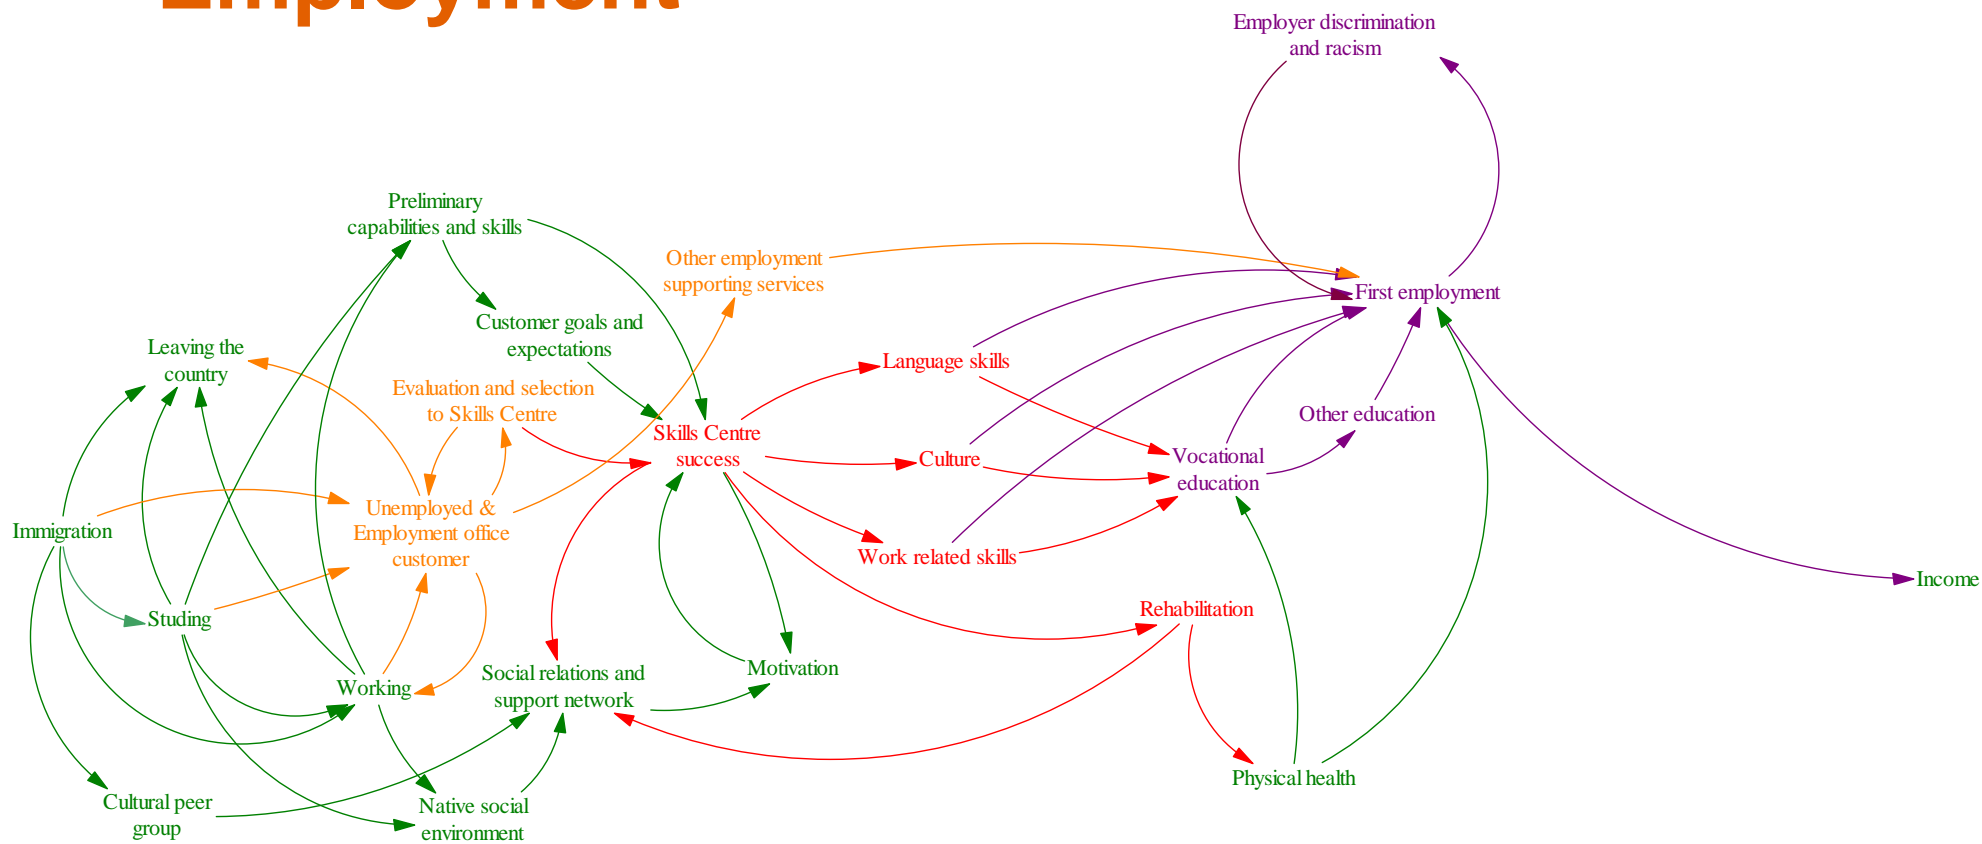 Employment
Employer discrimination
and racism
Preliminary
capabilities and skills
Other employment
supporting services
First employment
Customer goals and
expectations
Leaving the
country
Language skills
Evaluation and selection
to Skills Centre
Other education
Skills Centre
success
Culture
Vocational
education
Unemployed &
Employment office
customer
Immigration
Work related skills
Income
Studing
Rehabilitation
Working
Social relations and
support network
Motivation
Physical health
Cultural peer
group
Native social
environment